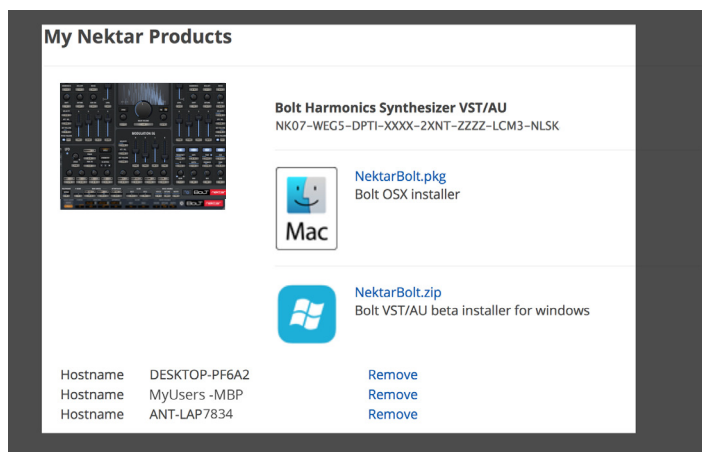 My Nektar Products
Bolt Harmonics Synthesizer VST/AU
NK07-WEG5-DPTI-XXXX-2XNT-ZZZZ-LCM3-NLSK
NektarBolt.pkg
Bolt OSX installer
Mac
NektarBolt.zip
Bolt VST/AU beta installer for windows
Hostname DESKTOP-PF6A2 Remove
Hostname MyUsers -MBP Remove
Hostname ANT-LAP7834 Remove